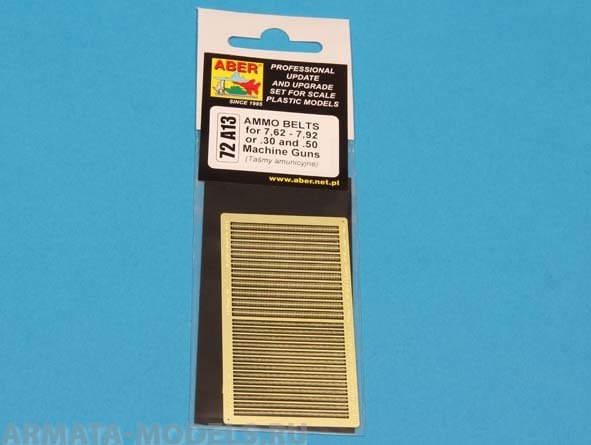 ABER
SINCE 1995
PROFESSIONAL
UPDATE
AND UPGRADE
SET FOR SCALE
PLASTIC MODELS
72 A13
AMMO BELTS
for 7,62 - 7,92
or .30 and .50
Machine Guns
(Taśmy amunicyjne)
www.aber.net.pl
ARMATA-MODELS.RU